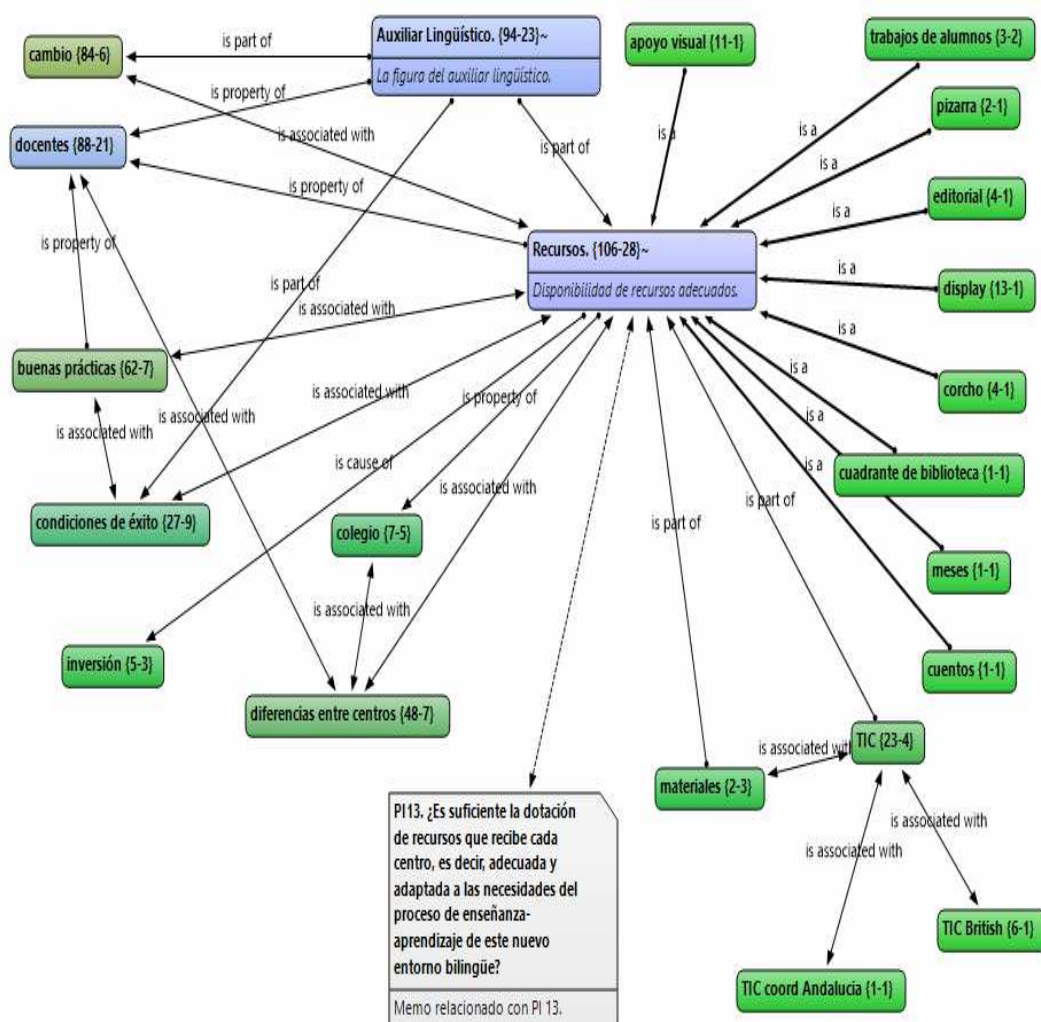 Auxiliar Lingüístico. {94-23}~
La figura del auxiliar lingüístico.
cambio {84-6}
apoyo visual {11-1}
trabajos de alumnos {3-2}
is part of
is property of
pizarra {2-1}
docentes {88-21}
is associated with
is part of
is a
is a
is a
is property of
editorial {4-1}
is a
is property of
Recursos. {106-28}~
Disponibilidad de recursos adecuados.
is a
display {13-1}
is part of
is associated with
is a
buenas prácticas {62-7}
is a
corcho {4-1}
is associated with
is property of
is associated with
is associated with
is a
is cause of
is a
cuadrante de biblioteca {1-1}
is associated with
is part of
condiciones de éxito {27-9}
colegio {7-5}
is part of
meses {1-1}
is associated with
inversión {5-3}
cuentos {1-1}
diferencias entre centros {48-7}
TIC {23-4}
is associated with
materiales {2-3}
PI13. ¿Es suficiente la dotación
de recursos que recibe cada
centro, es decir, adecuada y
adaptada a las necesidades del
proceso de enseñanza-
aprendizaje de este nuevo
entorno bilingüe?
Memo relacionado con PI 13.
is associated with
is associated with
TIC British {6-1}
TIC coord Andalucia {1-1}